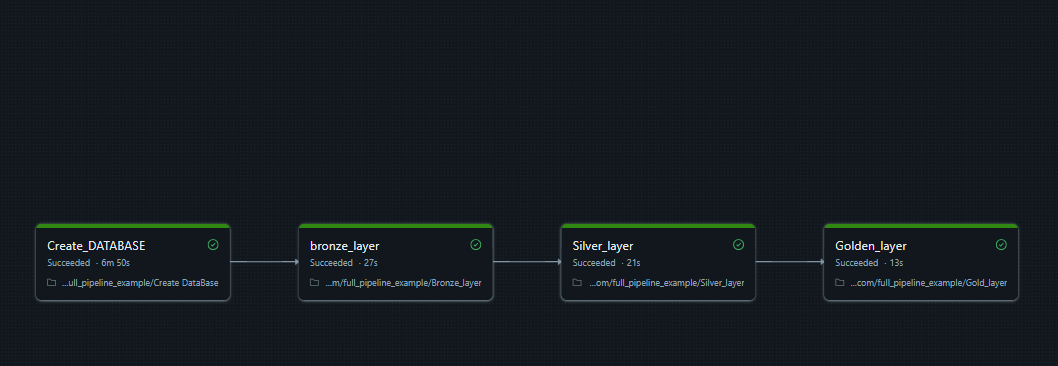 Create_DATABASE
Succeeded · 6m 50s
...ull_pipeline_example/Create DataBase
bronze_layer
Succeeded · 27s
...m/full_pipeline_example/Bronze_layer
Silver_layer
Succeeded · 21s
...om/full_pipeline_example/Silver_layer
Golden_layer
Succeeded · 13s
...com/full_pipeline_example/Gold_layer